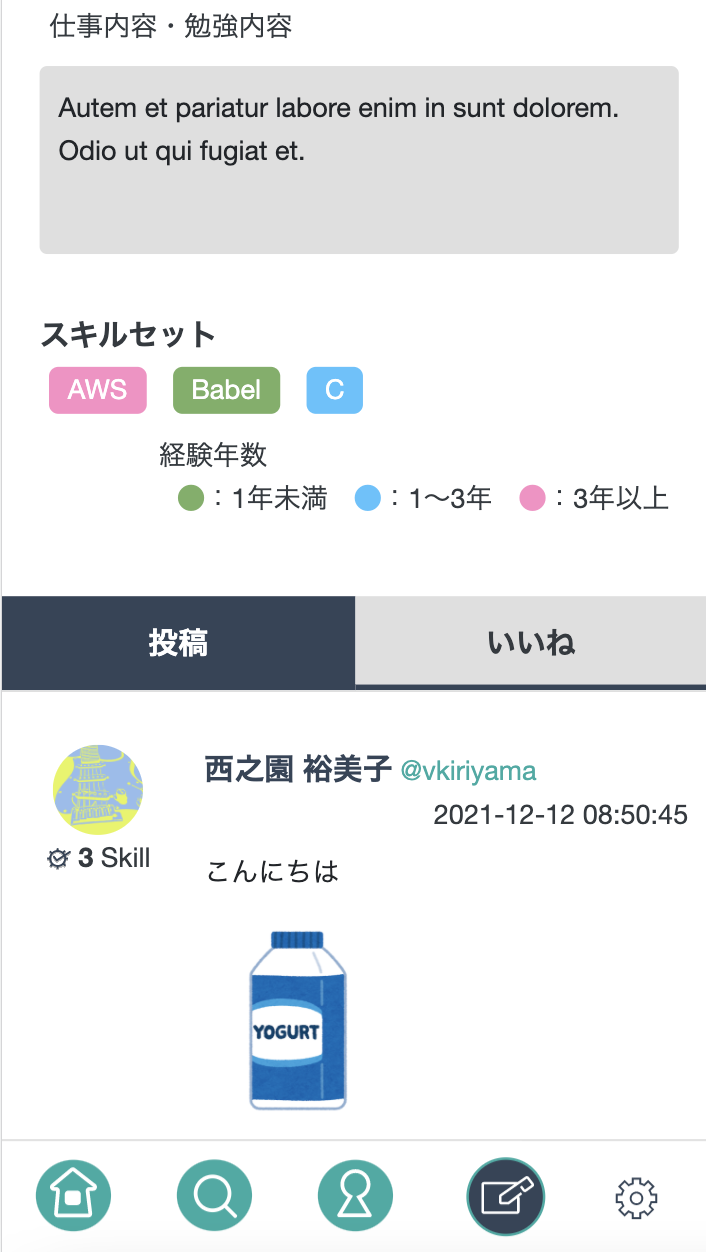 仕事内容・勉強内容
Autem et pariatur labore enim in sunt dolorem.
Odio ut qui fugiat et.
スキルセット
AWS Babel C
経験年数
：1年未満 ：1〜3年 ：3年以上
投稿 いいね
西之園 裕美子 @vkiriyama
2021-12-12 08:50:45
3 Skill
こんにちは
YOGURT